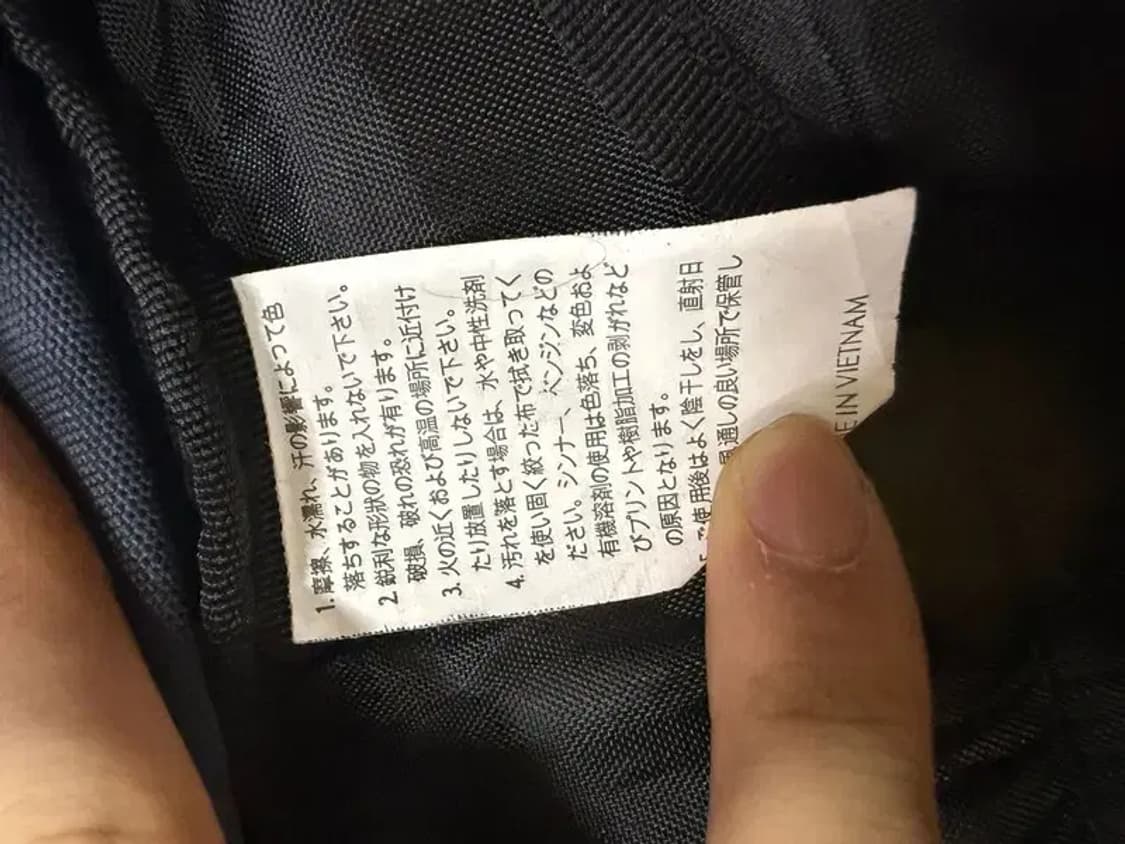 1. 摩擦、水濡れ、汗の影響によって色
落ちすることがあります。
2. 鋭利な形状の物を入れないで下さい。
破損、破れの恐れが有ります。
3. 火の近くおよび高温の場所に近付け
たり放置したりしないで下さい。
4. 汚れを落とす場合は、水や中性洗剤
を使い固く絞った布で拭き取ってく
ださい。シンナー、ベンジンなどの
有機溶剤の使用は色落ち、変色およ
びプリントや樹脂加工の剥がれなど
の原因となります。
使用後はよく陰干しをし、直射日
通しの良い場所で保管し
E IN VIETNAM